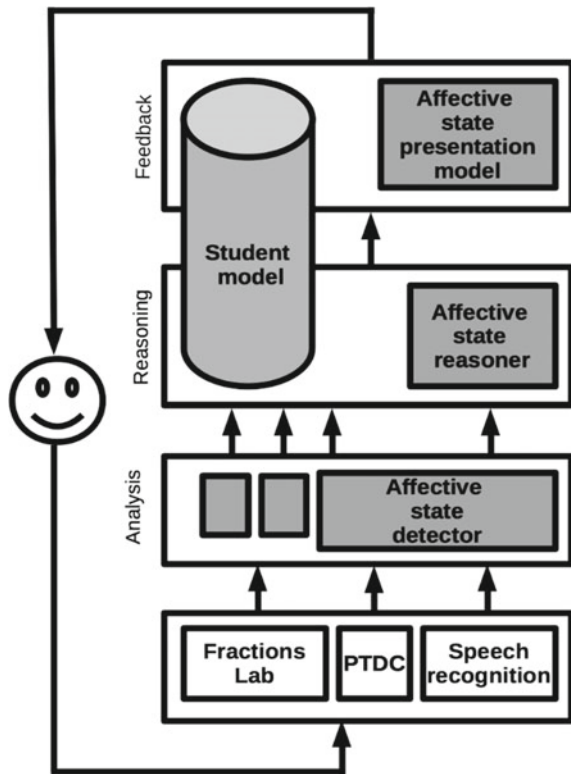 Feedback
Affective
state
presentation
model
Student
model
Reasoning
Affective
state
reasoner
Analysis
Affective
state
detector
Fractions
Lab
PTDC
Speech
recognition